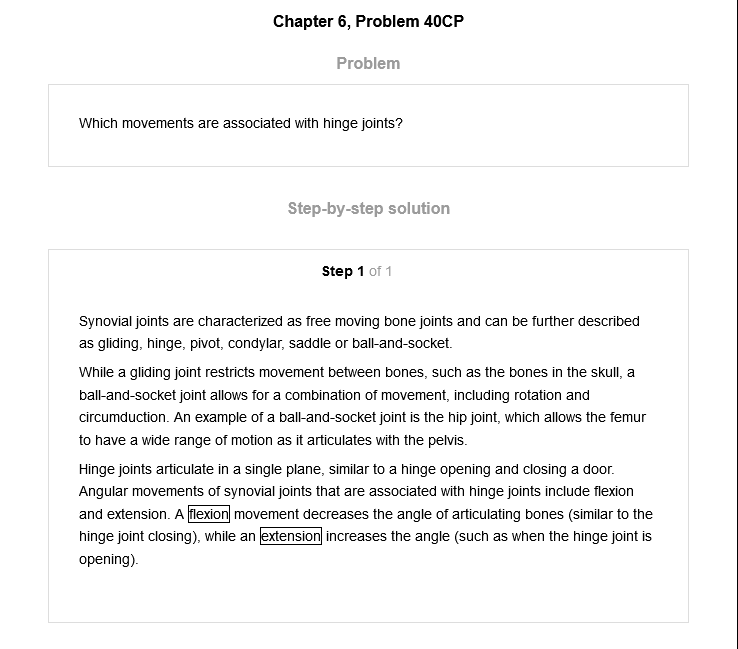 Chapter 6, Problem 40CP
Problem
Which movements are associated with hinge joints?
Step-by-step solution
Step 1 of 1
Synovial joints are characterized as free moving bone joints and can be further described
as gliding, hinge, pivot, condylar, saddle or ball-and-socket.
While a gliding joint restricts movement between bones, such as the bones in the skull, a
ball-and-socket joint allows for a combination of movement, including rotation and
circumduction. An example of a ball-and-socket joint is the hip joint, which allows the femur
to have a wide range of motion as it articulates with the pelvis.
Hinge joints articulate in a single plane, similar to a hinge opening and closing a door.
Angular movements of synovial joints that are associated with hinge joints include flexion
and extension. A flexion movement decreases the angle of articulating bones (similar to the
hinge joint closing), while an extension increases the angle (such as when the hinge joint is
opening).